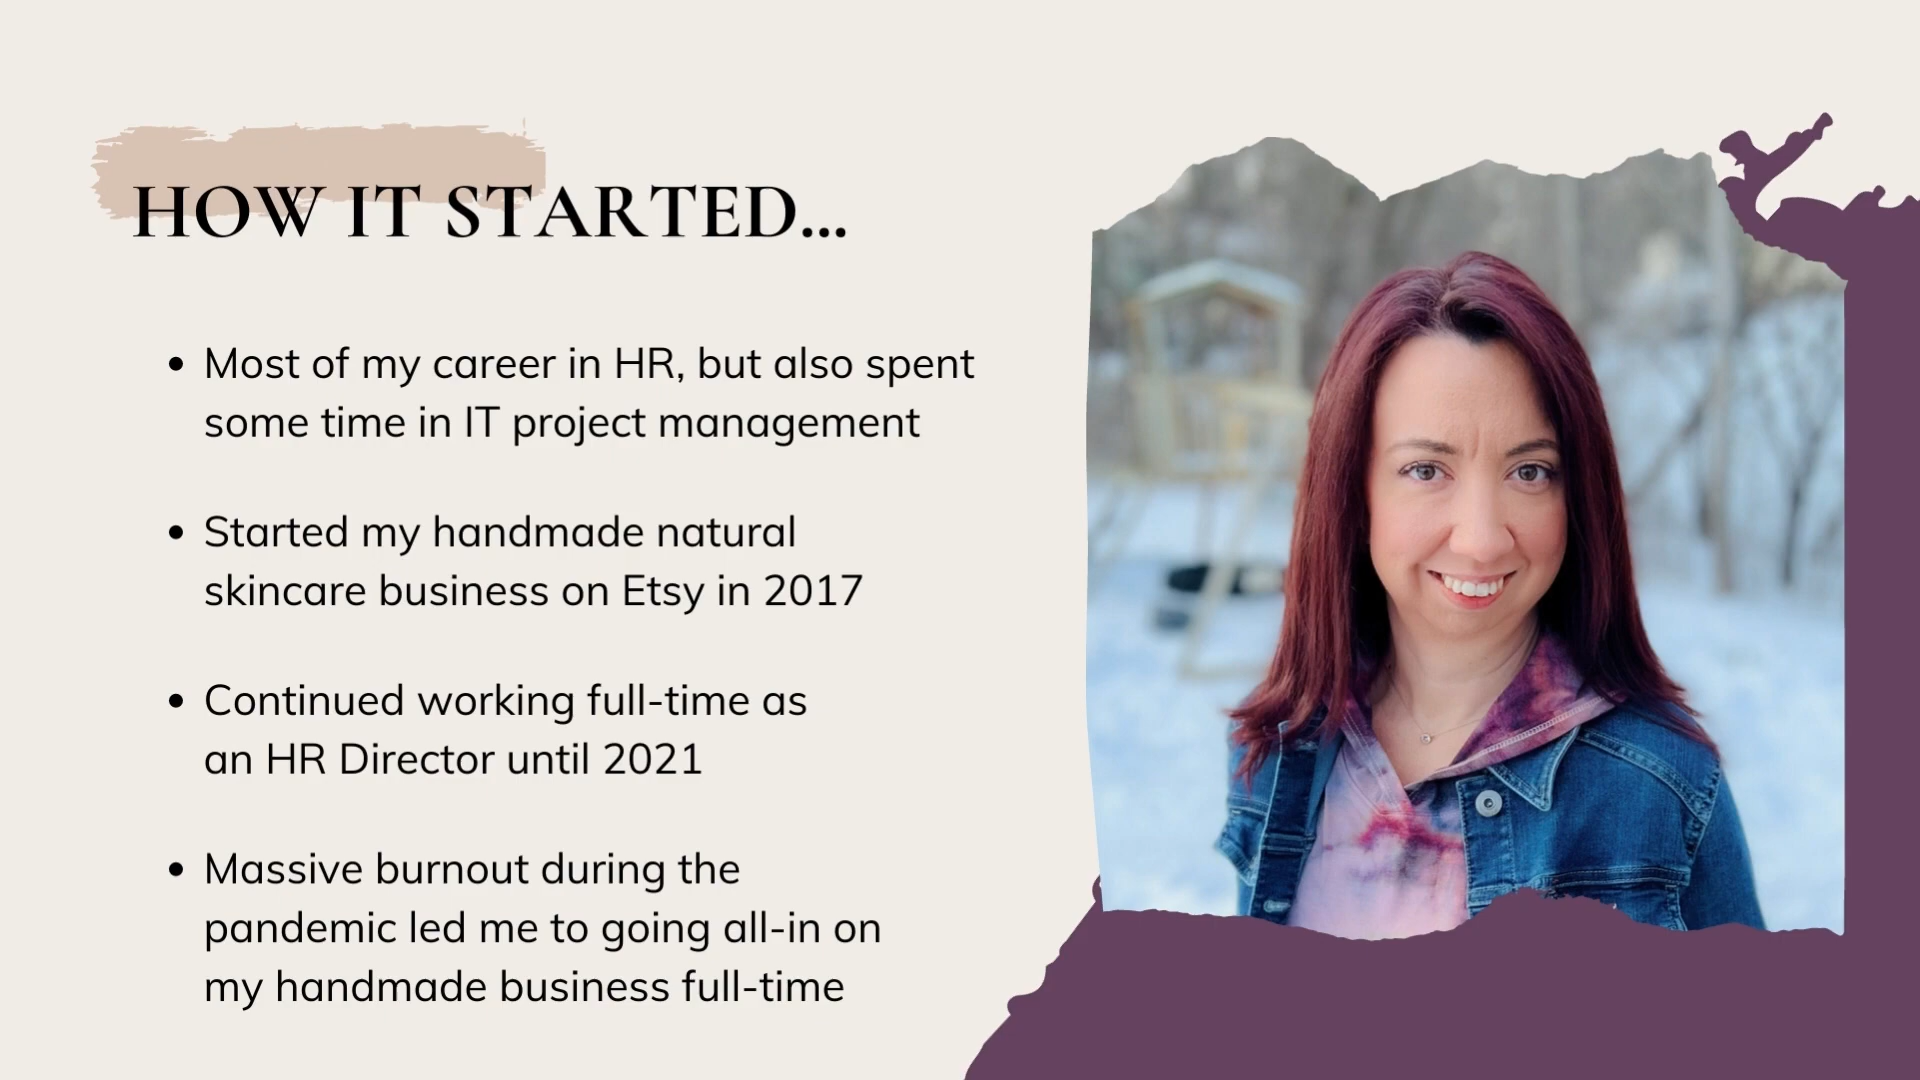 HOW IT STARTED...
• Most of my career in HR, but also spent
some time in IT project management
• Started my handmade natural
skincare business on Etsy in 2017
• Continued working full-time as
an HR Director until 2021
• Massive burnout during the
pandemic led me to going all-in on
my handmade business full-time